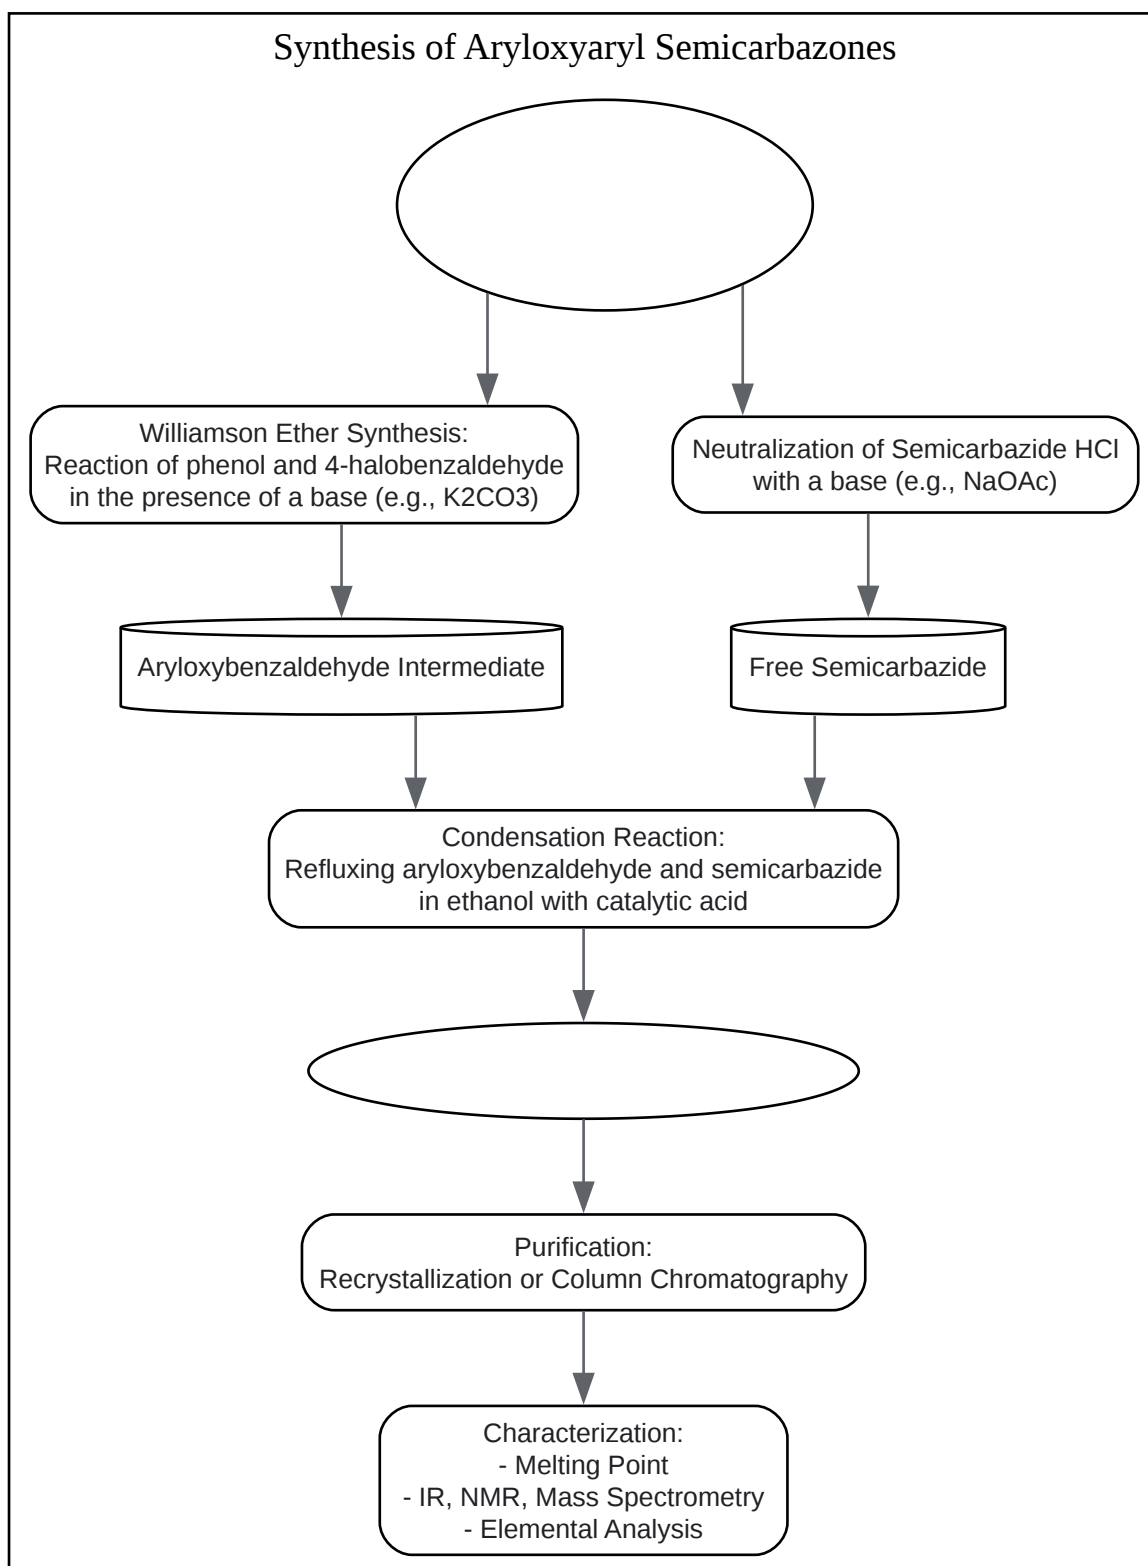 Synthesis of Aryloxyaryl Semicarbazones
Williamson Ether Synthesis:
Reaction of phenol and 4-halobenzaldehyde
in the presence of a base (e.g., K2CO3)
Neutralization of Semicarbazide HCl
with a base (e.g., NaOAc)
Aryloxybenzaldehyde Intermediate
Free Semicarbazide
Condensation Reaction:
Refluxing aryloxybenzaldehyde and semicarbazide
in ethanol with catalytic acid
Purification:
Recrystallization or Column Chromatography
Characterization:
- Melting Point
- IR, NMR, Mass Spectrometry
- Elemental Analysis